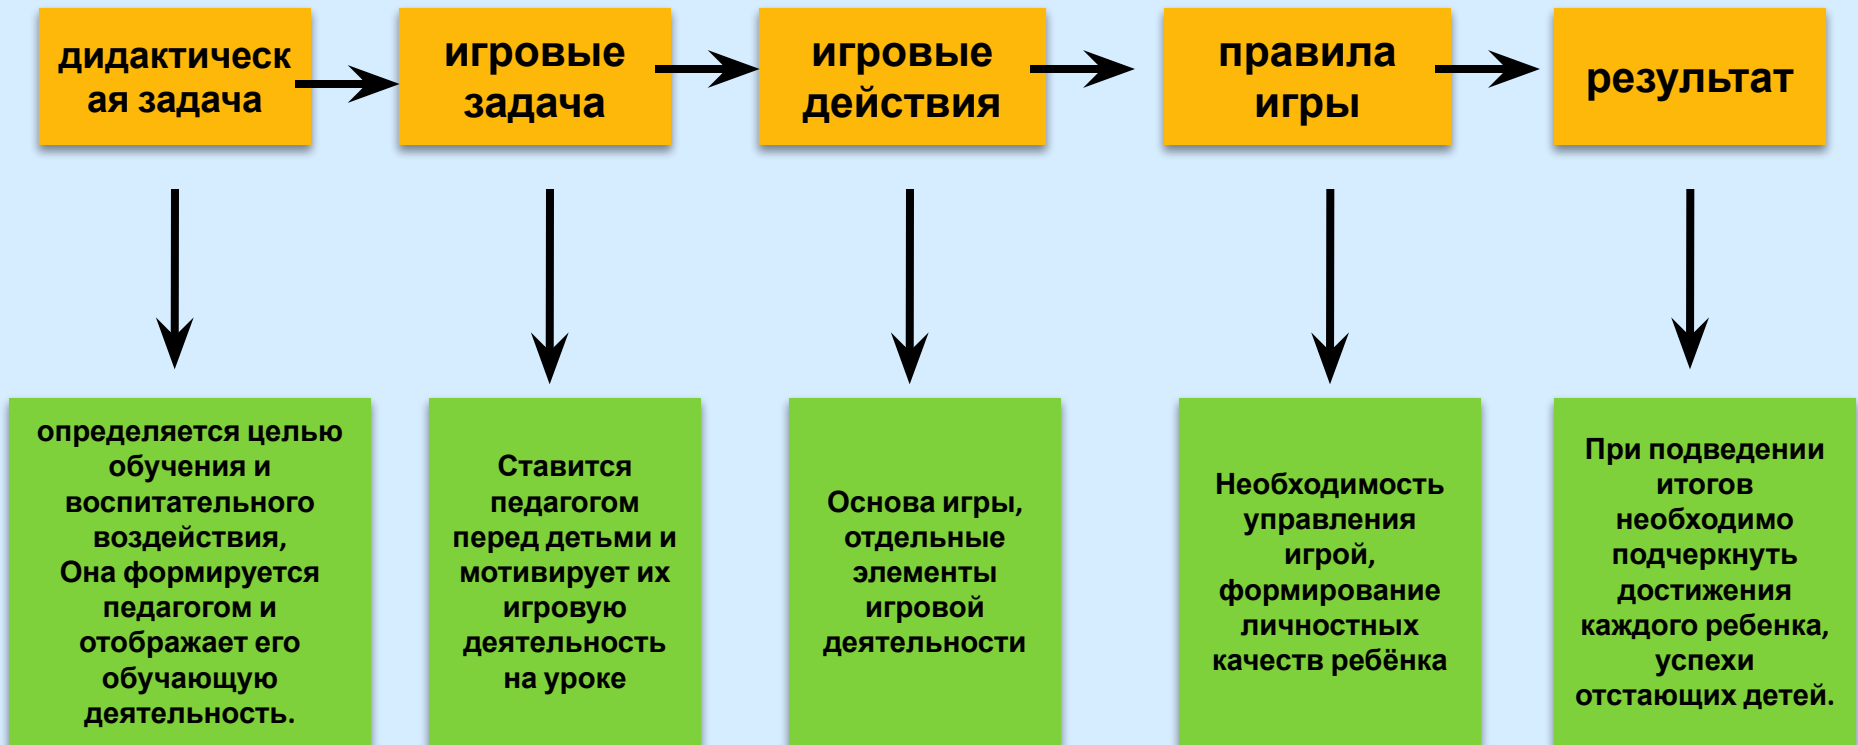 дидактическ
ая задача
игровые
задача
игровые
действия
правила
игры
результат
определяется целью
обучения и
воспитательного
воздействия,
Она формируется
педагогом и
отображает его
обучающую
деятельность.
Ставится
педагогом
перед детьми и
мотивирует их
игровую
деятельность
на уроке
Основа игры,
отдельные
элементы
игровой
деятельности
Необходимость
управления
игрой,
формирование
личностных
качеств ребёнка
При подведении
итогов
необходимо
подчеркнуть
достижения
каждого ребенка,
успехи
отстающих детей.